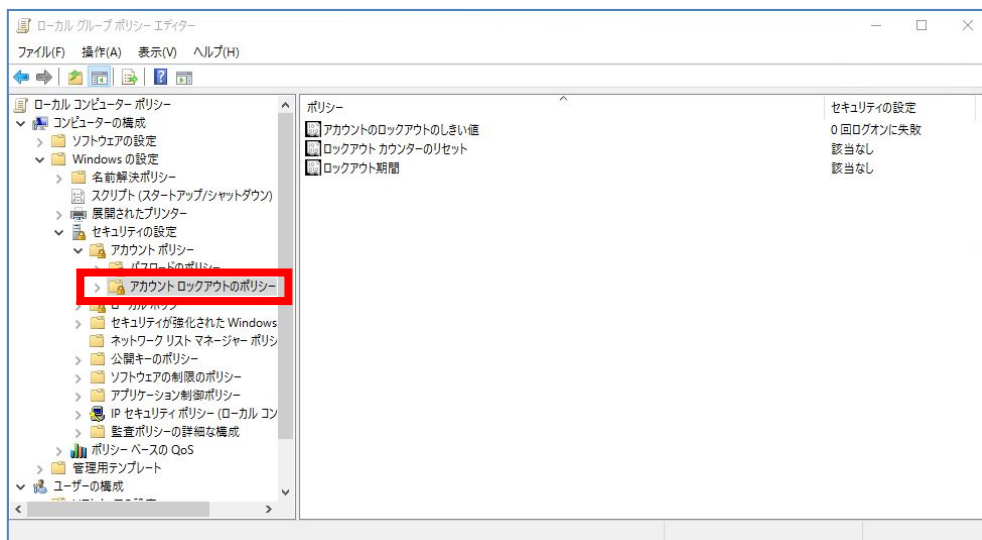 ローカル グループ ポリシー エディター
ファイル(F) 操作(A) 表示(V) ヘルプ(H)
ローカル コンピューター ポリシー
コンピューターの構成
ソフトウェアの設定
Windows の設定
名前解決ポリシー
スクリプト (スタートアップ/シャットダウン)
展開されたプリンター
セキュリティの設定
アカウント ポリシー
パスワードのポリシー
アカウント ロックアウトのポリシー
セキュリティが強化された Windows
ネットワーク リスト マネージャー ポリシ
公開キーのポリシー
ソフトウェアの制限のポリシー
アプリケーション制御ポリシー
IP セキュリティ ポリシー (ローカル コン
監査ポリシーの詳細な構成
ポリシー ベースの QoS
管理用テンプレート
ユーザーの構成
ポリシー セキュリティの設定
アカウントのロックアウトのしきい値 0 回ログオンに失敗
ロックアウト カウンターのリセット 該当なし
ロックアウト期間 該当なし